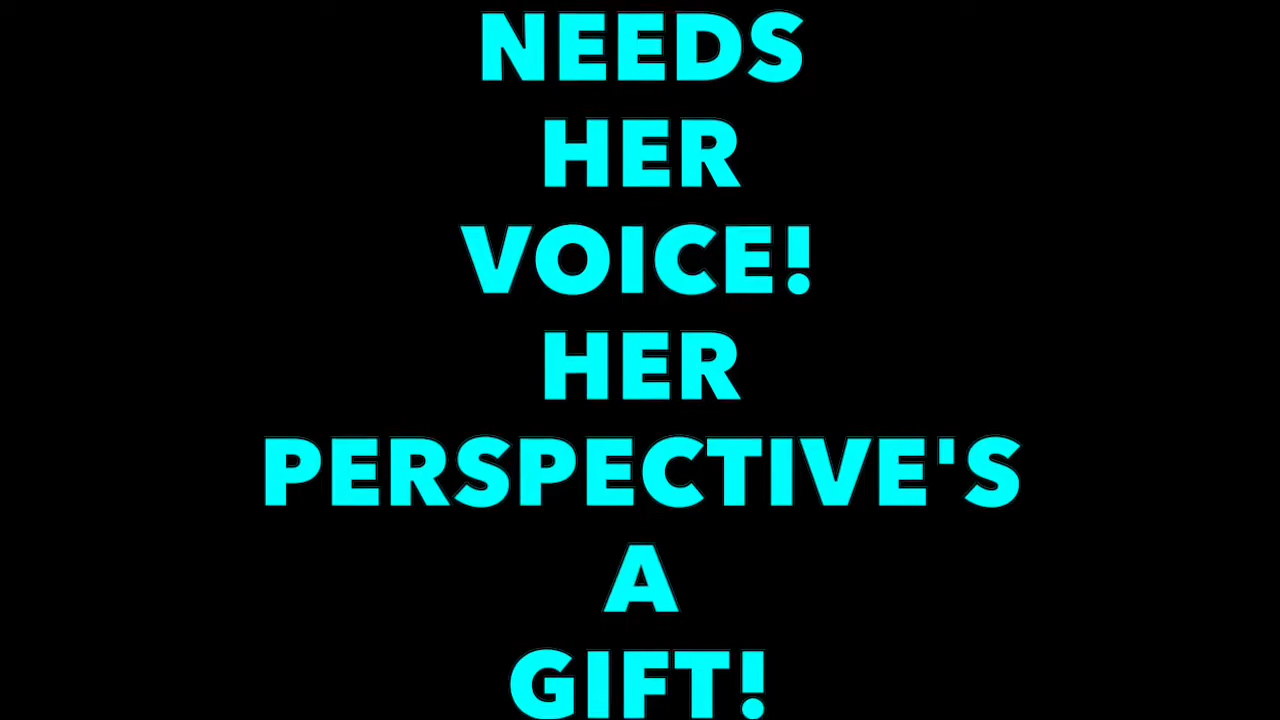 NEEDS
HER
VOICE!
HER
PERSPECTIVE'S
A
GIFT!